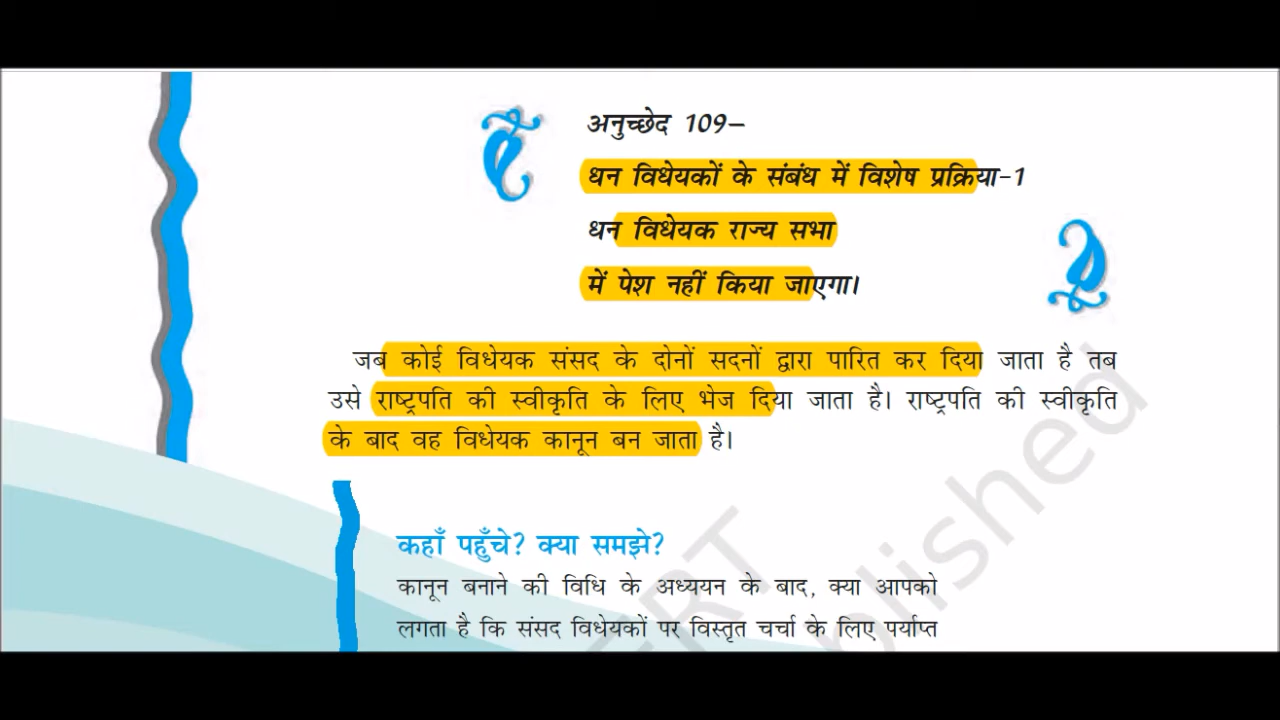 अनुच्छेद 109–
धन विधेयकों के संबंध में विशेष प्रक्रिया-1
धन विधेयक राज्य सभा
में पेश नहीं किया जाएगा।
जब कोई विधेयक संसद के दोनों सदनों द्वारा पारित कर दिया जाता है तब
उसे राष्ट्रपति की स्वीकृति के लिए भेज दिया जाता है। राष्ट्रपति की स्वीकृति
के बाद वह विधेयक कानून बन जाता है।
कहाँ पहुँचे? क्या समझे?
कानून बनाने की विधि के अध्ययन के बाद, क्या आपको
लगता है कि संसद विधेयकों पर विस्तृत चर्चा के लिए पर्याप्त